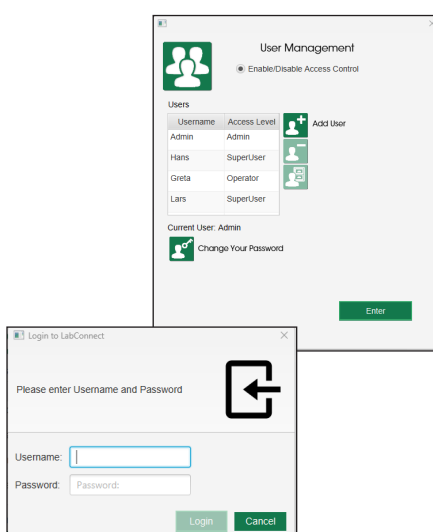 User Management
Enable/Disable Access Control
Users
Username Access Level
Admin Admin
Hans SuperUser
Greta Operator
Lars SuperUser
Add User
Current User: Admin
Change Your Password
Enter
Login to LabConnect
Please enter Username and Password
Username:
Password: Password:
Login Cancel